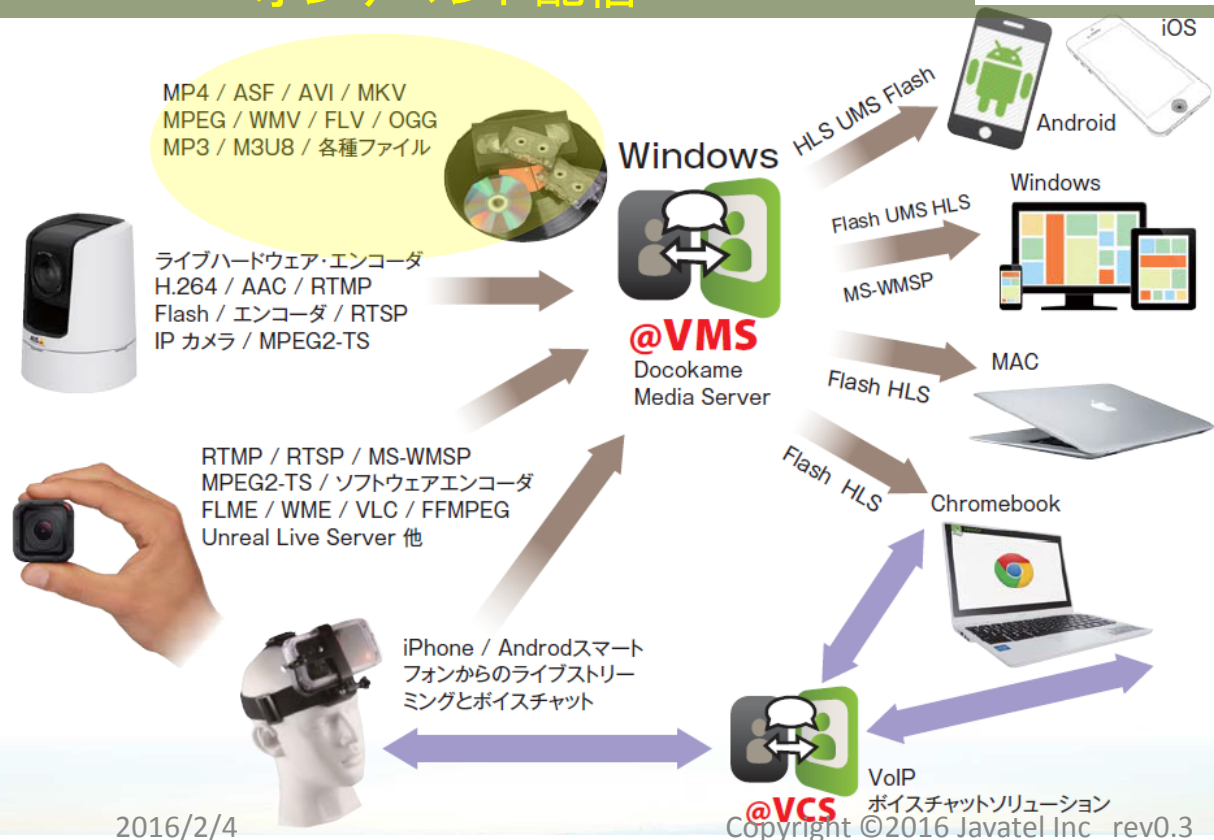 オンデマンド配信
iOS
MP4 / ASF / AVI / MKV
MPEG / WMV / FLV / OGG
MP3 / M3U8 / 各種ファイル
HLS UMS Flash
Android
Windows
Windows
Flash UMS HLS
ライブハードウェア・エンコーダ
H.264 / AAC / RTMP
Flash / エンコーダ / RTSP
IP カメラ / MPEG2-TS
MS-WMSP
@VMS
Docokame
Media Server
MAC
Flash HLS
RTMP / RTSP / MS-WMSP
MPEG2-TS / ソフトウェアエンコーダ
FLME / WME / VLC / FFMPEG
Unreal Live Server 他
Flash HLS
Chromebook
iPhone / Androdスマート
フォンからのライブストリー
ミングとボイスチャット
@VCS
VoIP
ボイスチャットソリューション
2016/2/4
Copyright ©2016 Javatel Inc rev0.3